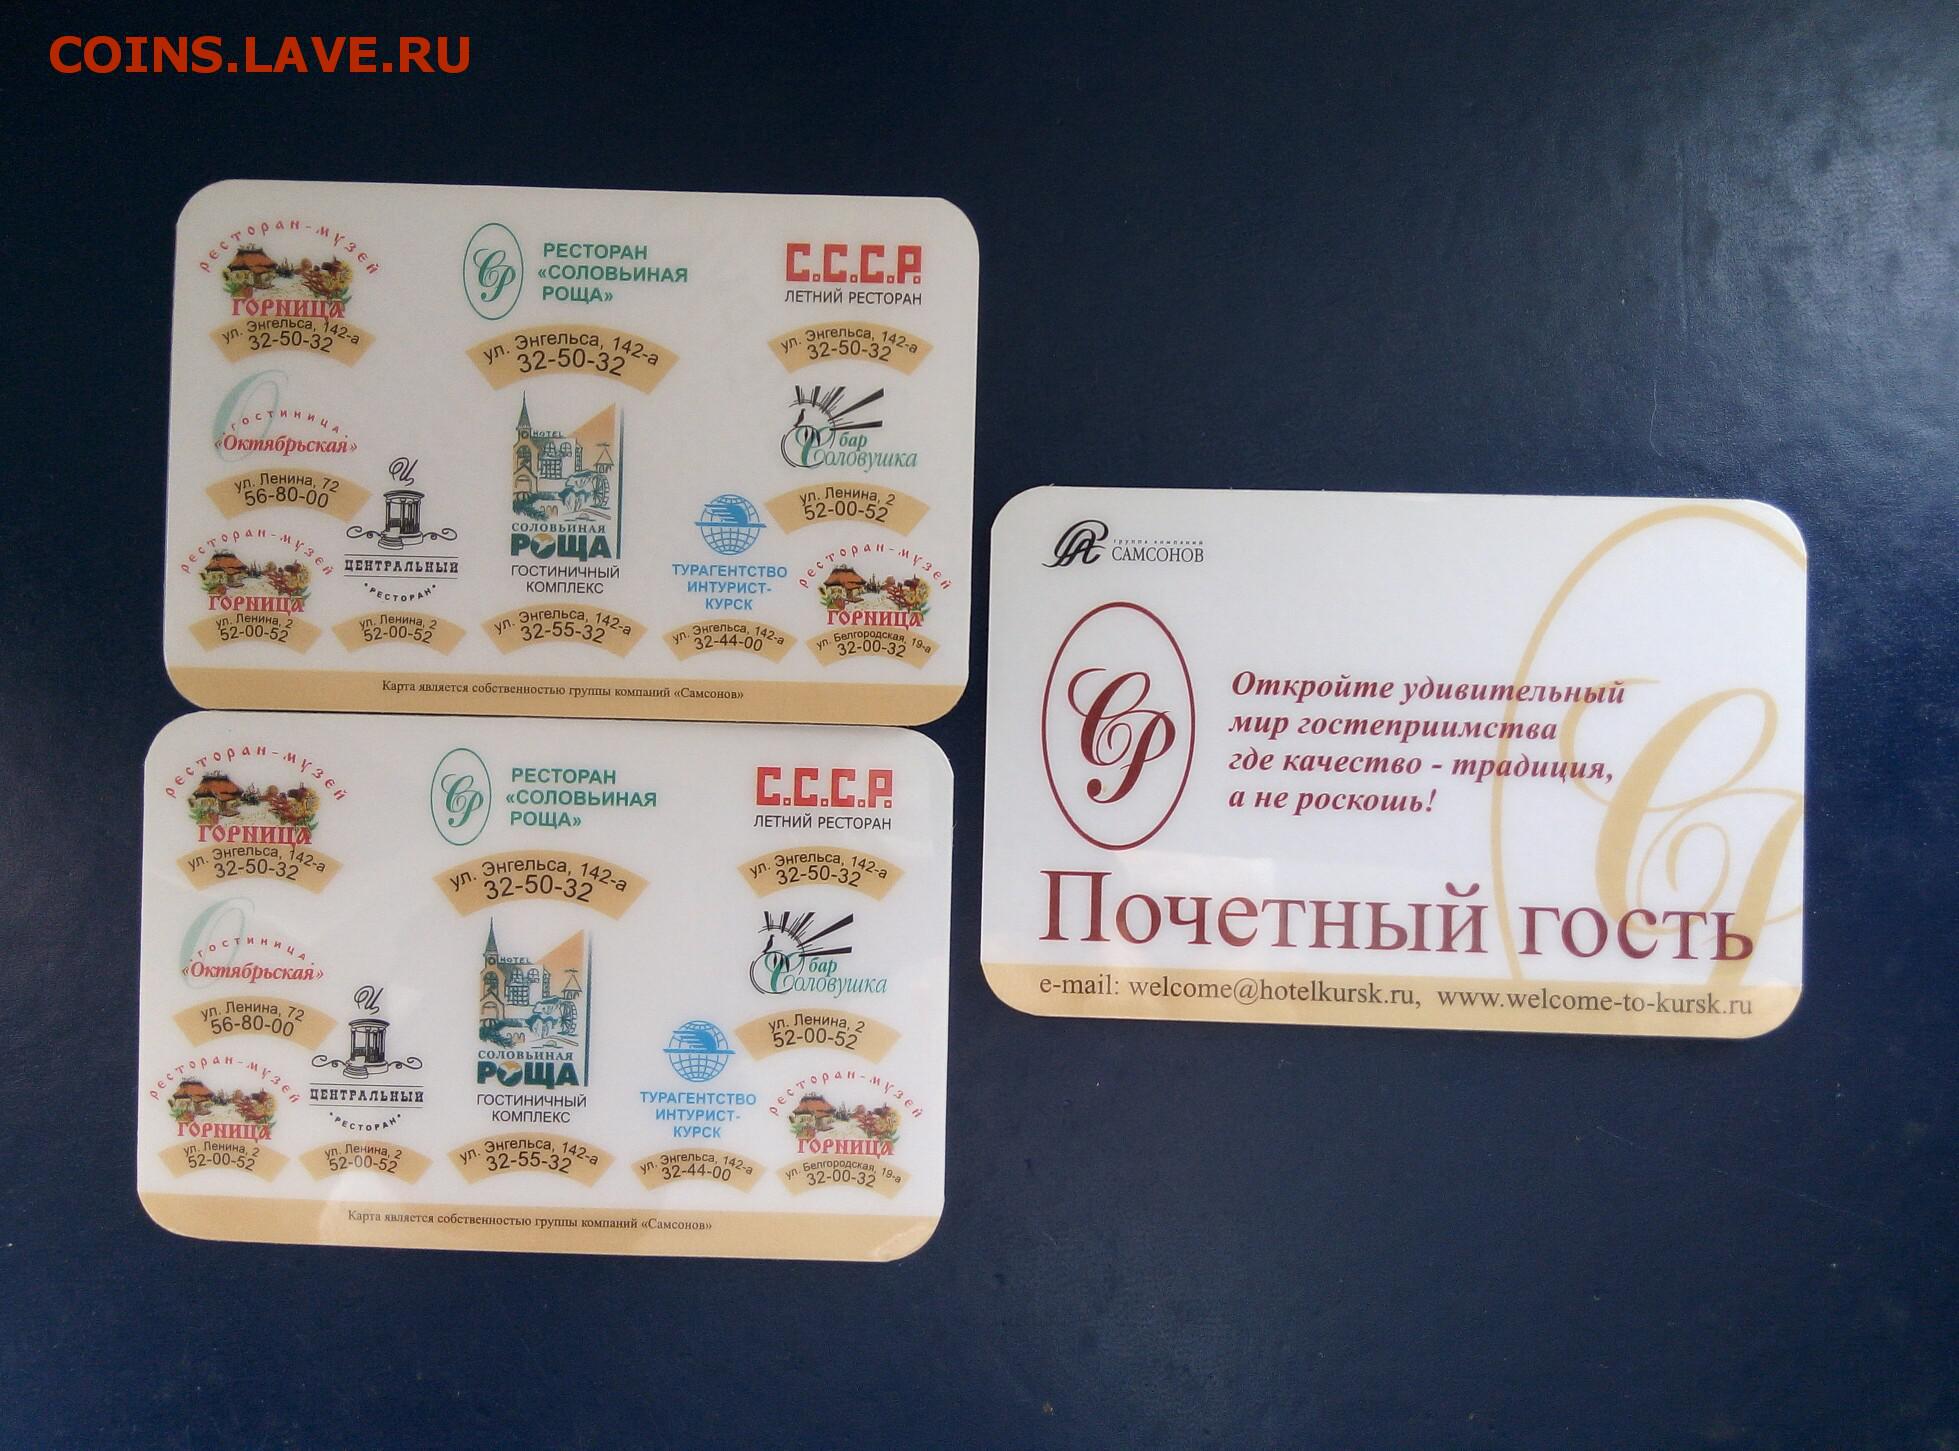 COINS.LAVE.RU
ресторан-музей
ГОРНИЦА
ул. Энгельса, 142-а
32-50-32
СР
РЕСТОРАН
«СОЛОВЬИНАЯ
РОЩА»
ул. Энгельса, 142-а
32-50-32
С.С.С.Р.
ЛЕТНИЙ РЕСТОРАН
ул. Энгельса, 142-а
32-50-32
О
гостиница
«Октябрьская»
ул. Ленина, 72
56-80-00
Ц
ЦЕНТРАЛЬНЫЙ
•РЕСТОРАН•
ул. Ленина, 2
52-00-52
HOTEL
СОЛОВЬИНАЯ
РОЩА
ГОСТИНИЧНЫЙ
КОМПЛЕКС
ул. Энгельса, 142-а
32-55-32
бар
Соловушка
ул. Ленина, 2
52-00-52
ресторан-музей
ГОРНИЦА
ул. Ленина, 2
52-00-52
ТУРАГЕНТСТВО
ИНТУРИСТ-
КУРСК
ул. Энгельса, 142-а
32-44-00
ресторан-музей
ГОРНИЦА
ул. Белгородская, 19-а
32-00-32
Карта является собственностью группы компаний «Самсонов»
ресторан-музей
ГОРНИЦА
ул. Энгельса, 142-а
32-50-32
СР
РЕСТОРАН
«СОЛОВЬИНАЯ
РОЩА»
ул. Энгельса, 142-а
32-50-32
С.С.С.Р.
ЛЕТНИЙ РЕСТОРАН
ул. Энгельса, 142-а
32-50-32
О
гостиница
«Октябрьская»
ул. Ленина, 72
56-80-00
Ц
ЦЕНТРАЛЬНЫЙ
•РЕСТОРАН•
ул. Ленина, 2
52-00-52
HOTEL
СОЛОВЬИНАЯ
РОЩА
ГОСТИНИЧНЫЙ
КОМПЛЕКС
ул. Энгельса, 142-а
32-55-32
бар
Соловушка
ул. Ленина, 2
52-00-52
ресторан-музей
ГОРНИЦА
ул. Ленина, 2
52-00-52
ТУРАГЕНТСТВО
ИНТУРИСТ-
КУРСК
ул. Энгельса, 142-а
32-44-00
ресторан-музей
ГОРНИЦА
ул. Белгородская, 19-а
32-00-32
Карта является собственностью группы компаний «Самсонов»
группа компаний
САМСОНОВ
СР
Откройте удивительный
мир гостеприимства
где качество - традиция,
а не роскошь!
СР
Почетный гость
e-mail: welcome@hotelkursk.ru, www.welcome-to-kursk.ru